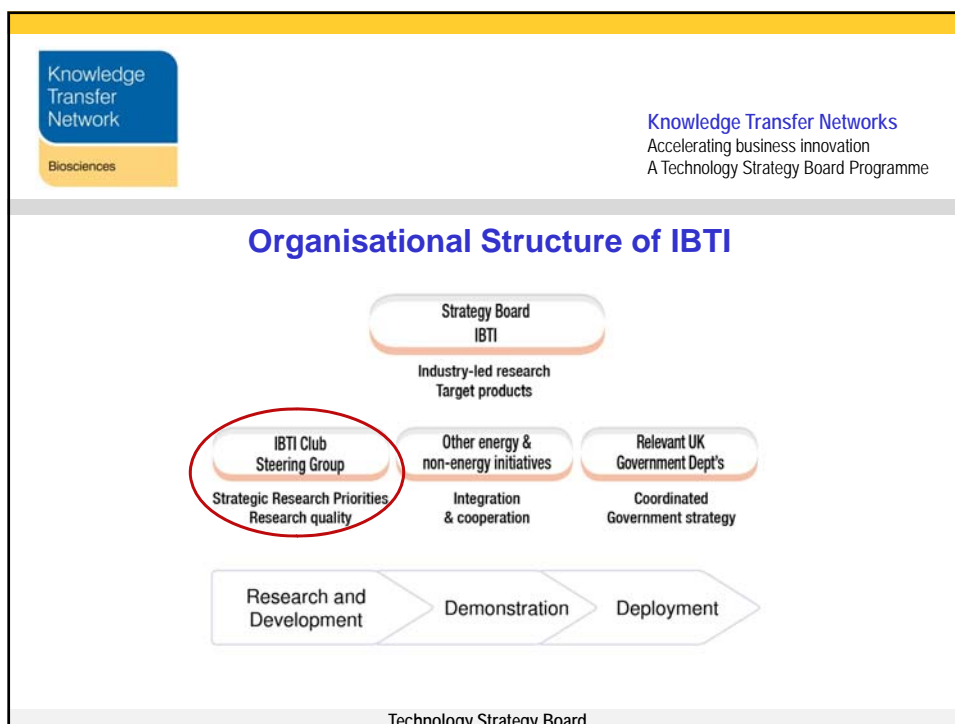 Knowledge
Transfer
Network
Biosciences
Knowledge Transfer Networks
Accelerating business innovation
A Technology Strategy Board Programme
Organisational Structure of IBTI
Strategy Board
IBTI
Industry-led research
Target products
IBTI Club
Steering Group
Strategic Research Priorities
Research quality
Other energy &
non-energy initiatives
Integration
& cooperation
Relevant UK
Government Dept's
Coordinated
Government strategy
Research and
Development
Demonstration
Deployment
Technology Strategy Board